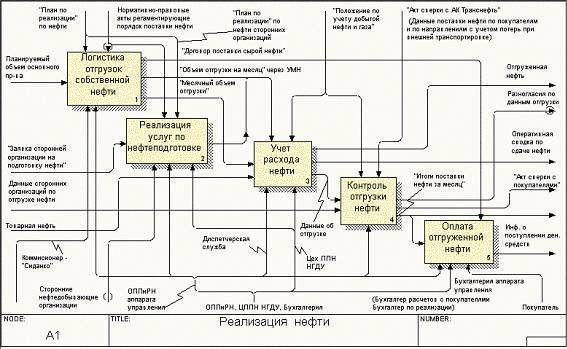 "План по
реализации"
по нефти
Нормативно-правовые
акты регламентирующие
порядок поставки нефти
"План по
реализации" по
нефти сторонних
организаций
"Положение по
учету добытой
нефти и газа"
"Акт сверки с АК Транснефть"
(Данные поставки нефти по покупателям
и по направлениям с учетом потерь при
внешней транспортировке)
"Договор поставки сырой нефти"
Планируемый
объем основного
пр-ва
Логистика
отгрузок
собственной
нефти
1
"Объем отгрузки на месяц" через УМН
"Месячный объем
отгрузки"
Отгруженная
нефть
Разногласия по
данным отгрузки
Реализация
услуг по
нефтеподготовке
2
Оперативная
сводка по
сдаче нефти
"Заявка сторонней
организации на
подготовку нефти"
Учет
расхода
нефти
3
"Итоги поставки
нефти за месяц"
"Акт сверки с
покупателями"
Данные сторонних
организаций по
отгрузке нефти
Контроль
отгрузки
нефти
4
Товарная нефть
Данные об
отгрузке
Оплата
отгруженной
нефти
5
Инф. о
поступлении ден.
средств
Диспетчерская
служба
Цех ППН
НГДУ
Коммисионер -
"Сиданко"
Сторонние
нефтедобывающие
организации
ОППиРН
аппарата
управления
ОППиРН, ЦППН НГДУ, Бухгалтерия
(Бухгалтер расчетов с покупателями
Бухгалтер по реализации)
Бухгалтерия аппарата
управления
Покупатель
NODE:
A1
TITLE:
Реализация нефти
NUMBER: